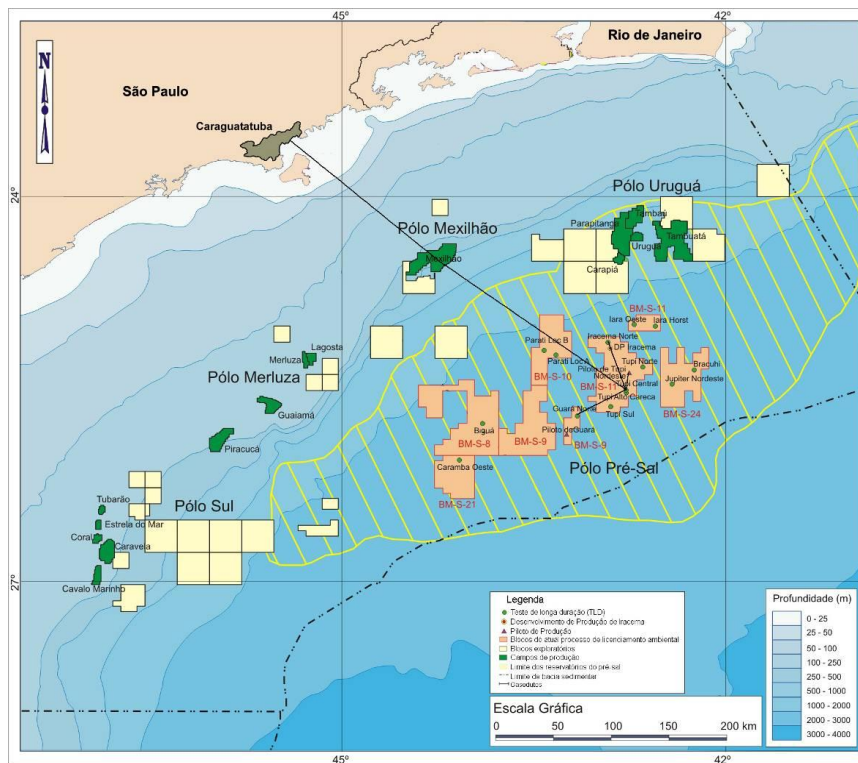 45°
42°
Rio de Janeiro
São Paulo
N
Caraguatatuba
24°
Pólo Uruguá
Tambaú
Parapitanga
Pólo Mexilhão
Tambuatá
Uruguá
Mexilhão
Carapiá
BM-S-11
Iara Oeste
Iara Horst
Iracema Norte
Parati Loc B
DP Iracema
Lagosta
Parati Loc A
Tupi Norte
Bracuhi
Merluza
Piloto de Tupi
Nordeste
Pólo Merluza
BM-S-10
BM-S-11
Tupi Central
Jupiter Nordeste
Tupi Alto Careca
BM-S-24
Guaiamá
Guará Norte
Tupi Sul
Biguá
Piloto de Guará
Piracucá
BM-S-8
BM-S-9
BM-S-9
Caramba Oeste
Pólo Pré-Sal
BM-S-21
Pólo Sul
Tubarão
Estrela do Mar
Coral
Caravela
27°
Cavalo Marinho
Legenda
Teste de longa duração (TLD)
Desenvolvimento de Produção de Iracema
Piloto de Produção
Blocos do atual processo de licenciamento ambiental
Blocos exploratórios
Campos de produção
Limite dos reservatórios do pré-sal
Limite de bacia sedimentar
Gasodutos
Profundidade (m)
0 - 25
25 - 50
50 - 100
100 - 250
250 - 500
500 - 1000
1000 - 2000
2000 - 3000
3000 - 4000
Escala Gráfica
0 50 100 150 200 km
45°
42°